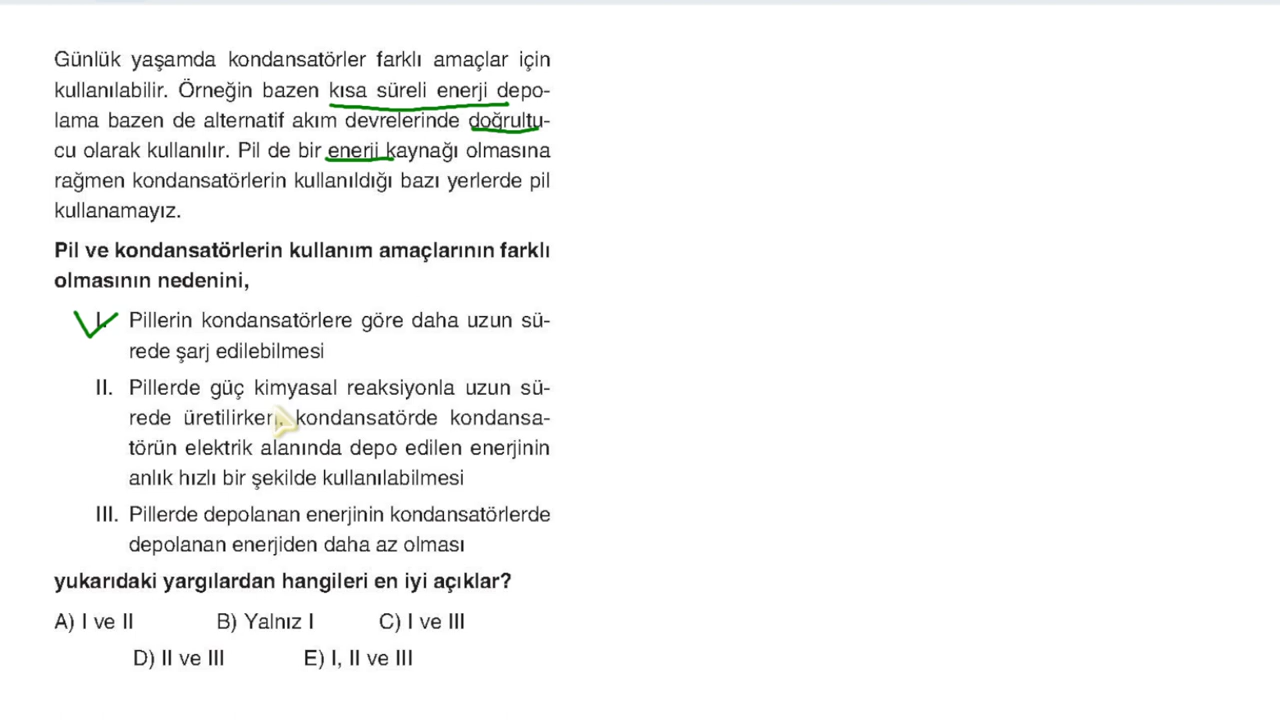 Günlük yaşamda kondansatörler farklı amaçlar için
kullanılabilir. Örneğin bazen kısa süreli enerji depo-
lama bazen de alternatif akım devrelerinde doğrultu-
cu olarak kullanılır. Pil de bir enerji kaynağı olmasına
rağmen kondansatörlerin kullanıldığı bazı yerlerde pil
kullanamayız.
Pil ve kondansatörlerin kullanım amaçlarının farklı
olmasının nedenini,
I. Pillerin kondansatörlere göre daha uzun sü-
rede şarj edilebilmesi
II. Pillerde güç kimyasal reaksiyonla uzun sü-
rede üretilirken, kondansatörde kondansa-
törün elektrik alanında depo edilen enerjinin
anlık hızlı bir şekilde kullanılabilmesi
III. Pillerde depolanan enerjinin kondansatörlerde
depolanan enerjiden daha az olması
yukarıdaki yargılardan hangileri en iyi açıklar?
A) I ve II B) Yalnız I C) I ve III
D) II ve III E) I, II ve III